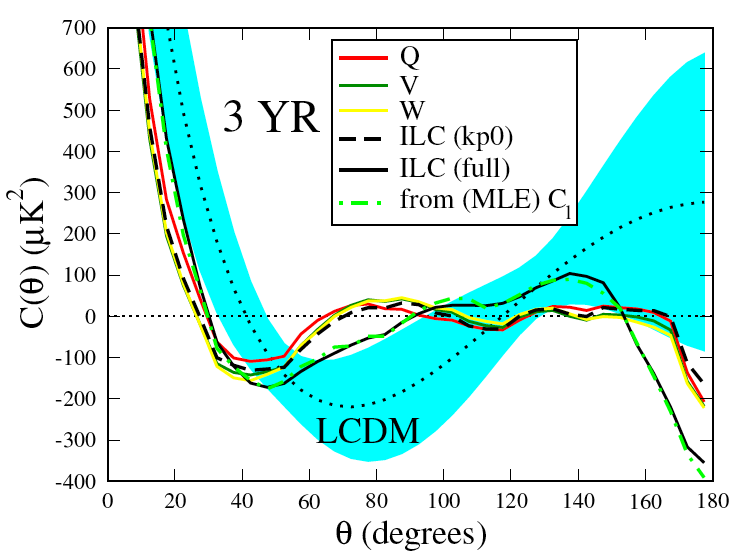 700
600
500
400
300
200
100
0
-100
-200
-300
-400
C(θ) (μK²)
3 YR
Q
V
W
ILC (kp0)
ILC (full)
from (MLE) C_l
LCDM
0 20 40 60 80 100 120 140 160 180
θ (degrees)